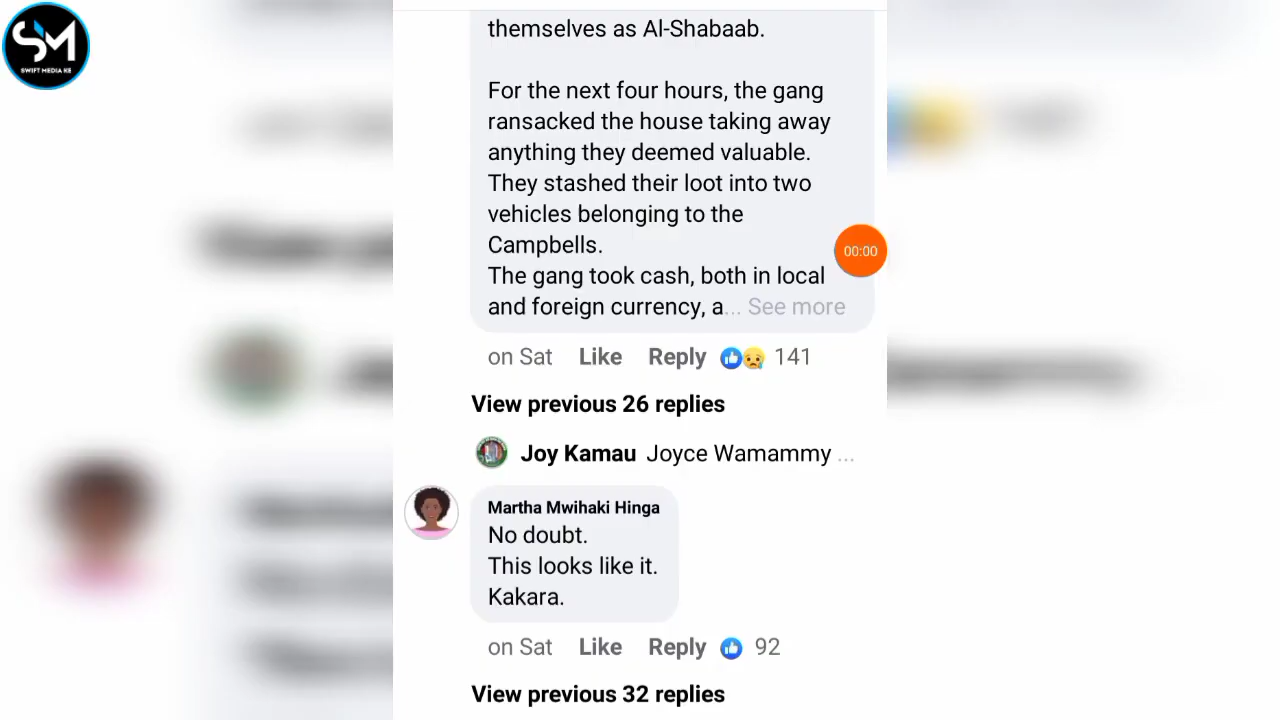 SM
SWIFT MEDIA KE
themselves as Al-Shabaab.
For the next four hours, the gang
ransacked the house taking away
anything they deemed valuable.
They stashed their loot into two
vehicles belonging to the
Campbells.
00:00
The gang took cash, both in local
and foreign currency, a... See more
on Sat Like Reply 141
View previous 26 replies
Joy Kamau Joyce Wamammy ...
Martha Mwihaki Hinga
No doubt.
This looks like it.
Kakara.
on Sat Like Reply 92
View previous 32 replies